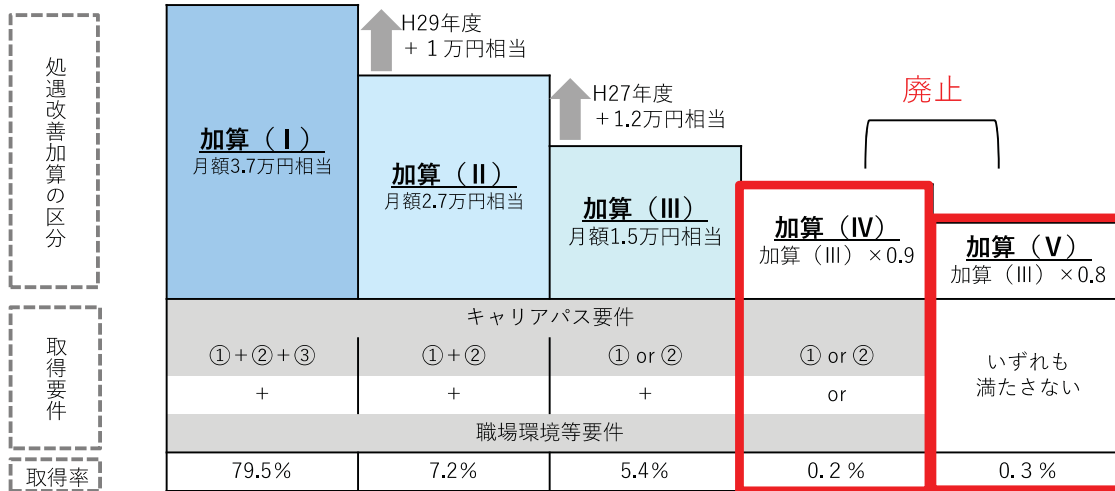 処遇改善加算の区分
H29年度
+ 1 万円相当
H27年度
+1.2万円相当
廃止
加算（Ⅰ）
月額3.7万円相当
加算（Ⅱ）
月額2.7万円相当
加算（Ⅲ）
月額1.5万円相当
加算（Ⅳ）
加算（Ⅲ）×0.9
加算（Ⅴ）
加算（Ⅲ）×0.8
取得要件
キャリアパス要件
①+②+③
①+②
① or ②
① or ②
いずれも
満たさない
+
+
+
or
職場環境等要件
取得率
79.5%
7.2%
5.4%
0.2 %
0.3 %